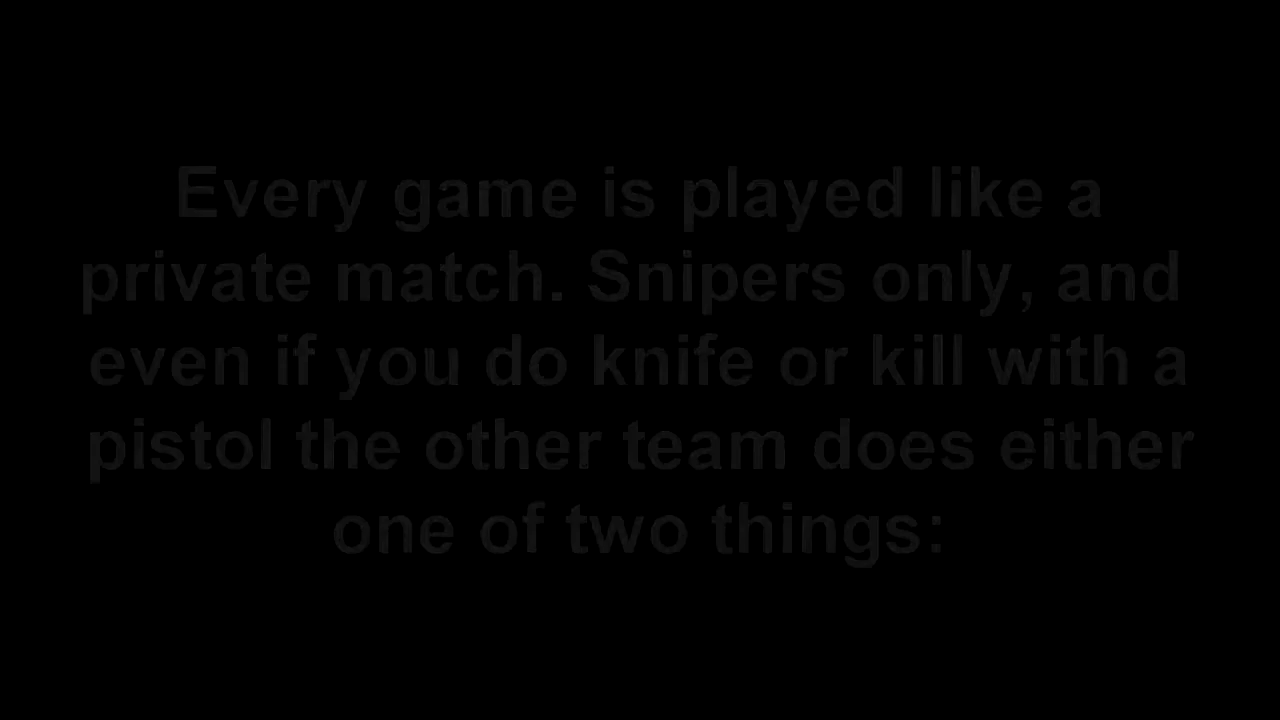 Every game is played like a
private match. Snipers only, and
even if you do knife or kill with a
pistol the other team does either
one of two things: